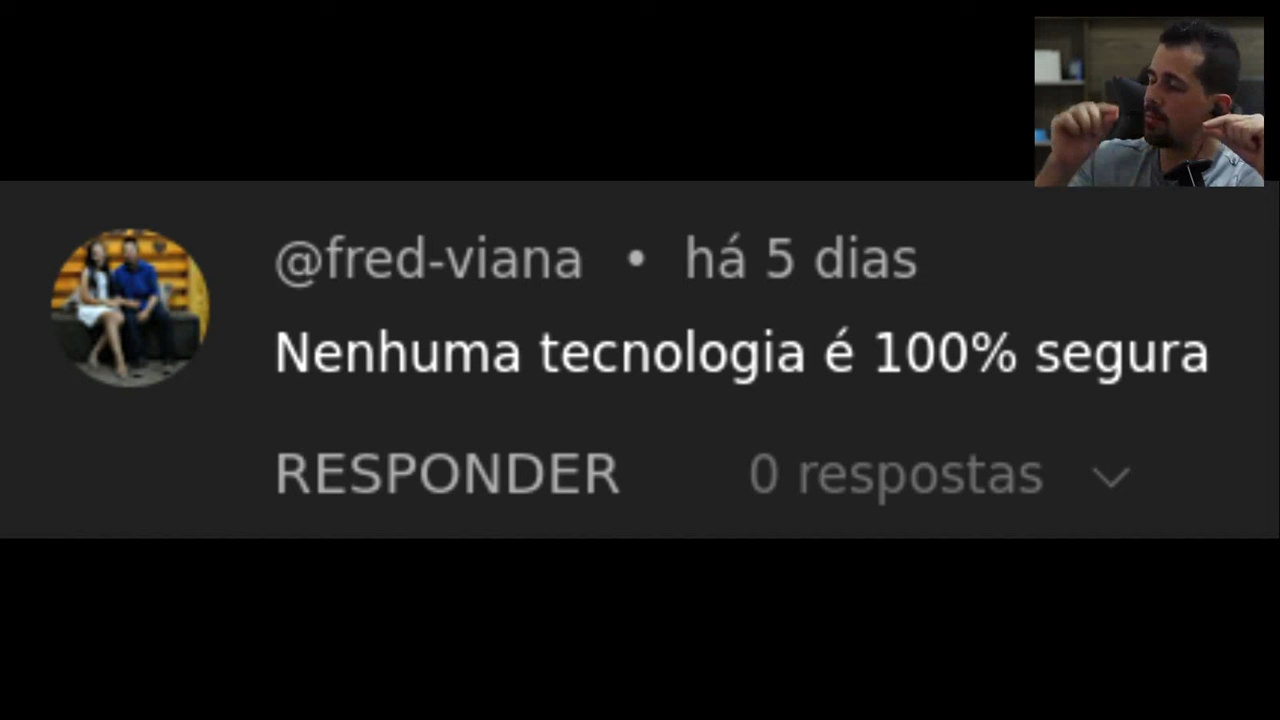 @fred-viana • há 5 dias
Nenhuma tecnologia é 100% segura
RESPONDER 0 respostas